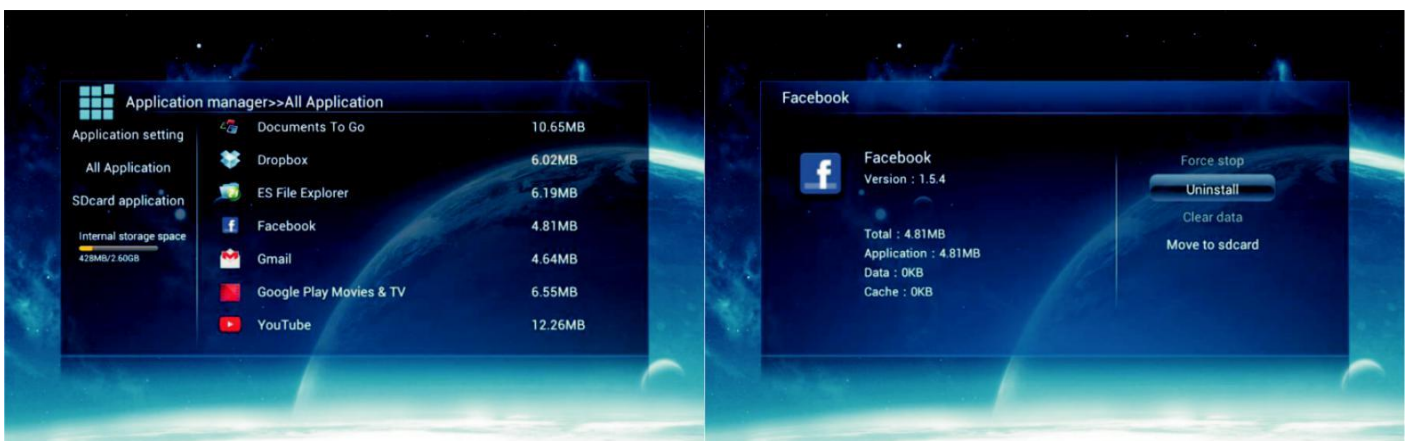 Application manager>>All Application
Application setting
All Application
SDcard application
Internal storage space
428MB/2.60GB
Documents To Go 10.65MB
Dropbox 6.02MB
ES File Explorer 6.19MB
Facebook 4.81MB
Gmail 4.64MB
Google Play Movies & TV 6.55MB
YouTube 12.26MB
Facebook
Facebook
Version : 1.5.4
Total : 4.81MB
Application : 4.81MB
Data : 0KB
Cache : 0KB
Force stop
Uninstall
Clear data
Move to sdcard